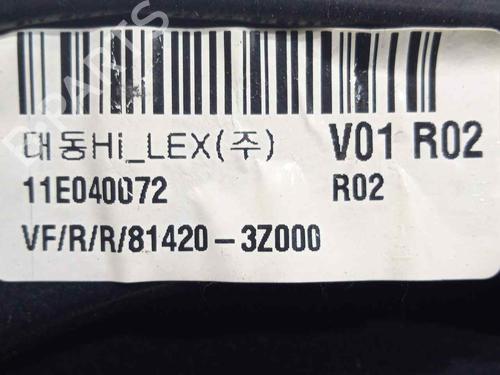 대동Hi_LEX(주) V01 R02
11E040072 R02
VF/R/R/81420-3Z000